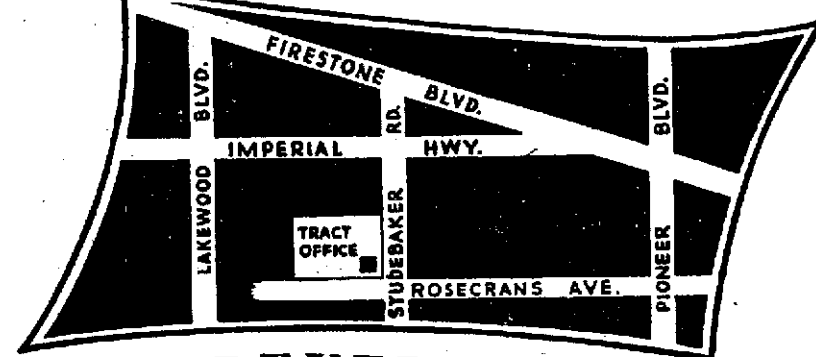 FIRESTONE BLVD.
LAKEWOOD BLVD.
STUDEBAKER RD.
PIONEER BLVD.
IMPERIAL HWY.
TRACT
OFFICE
ROSECRANS AVE.